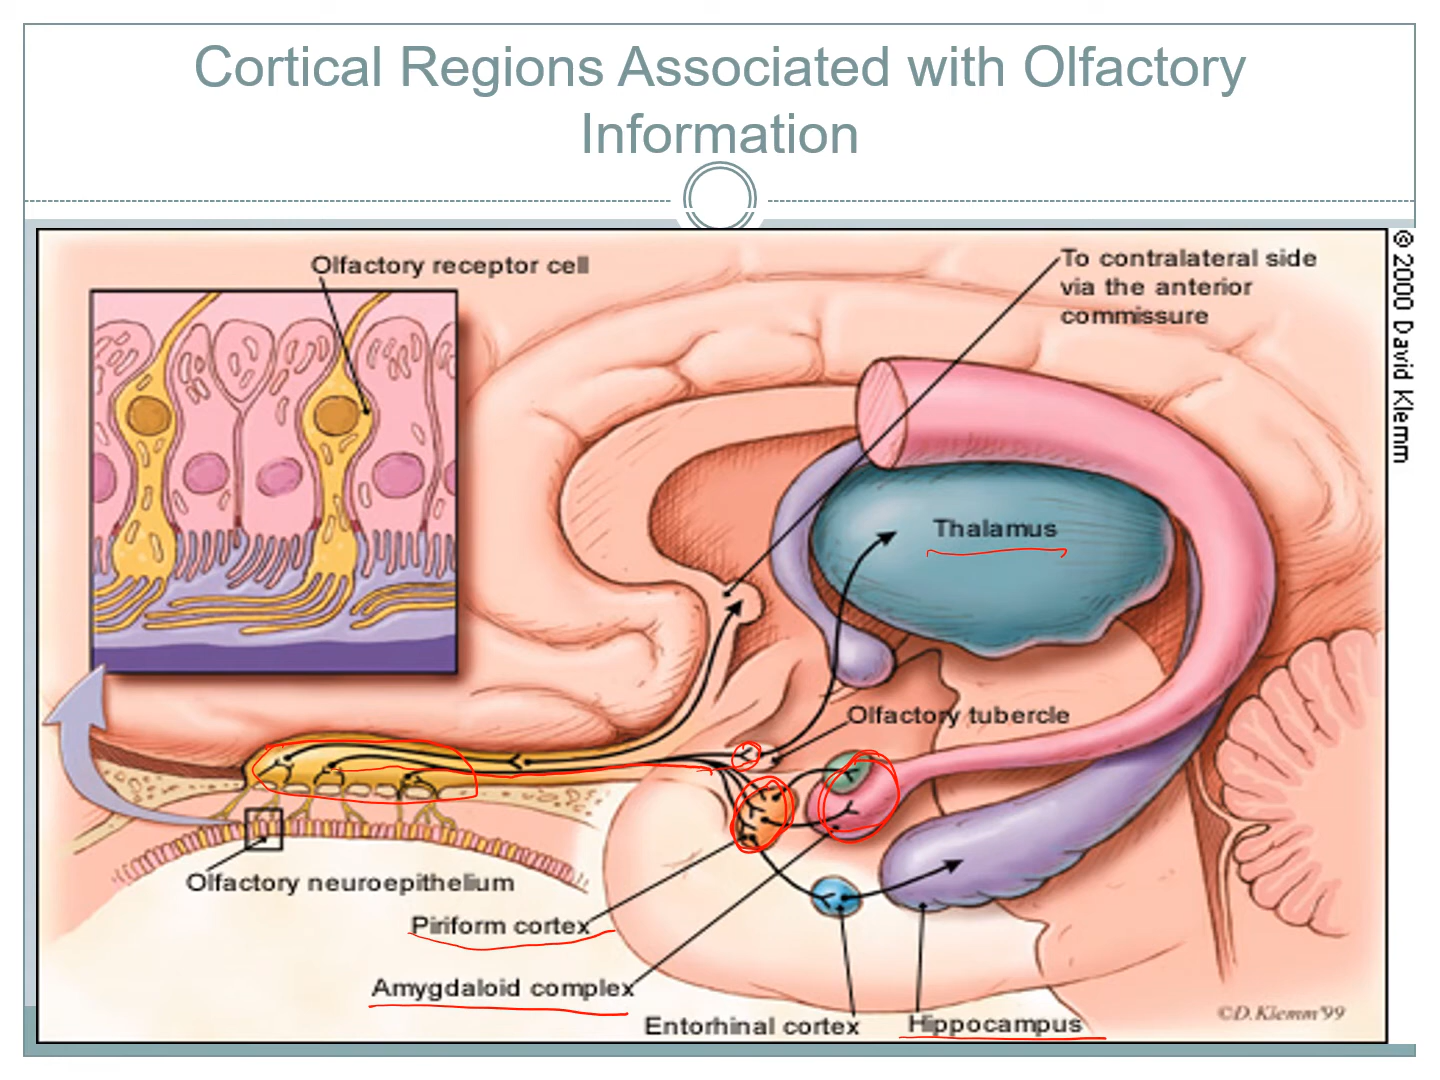 Cortical Regions Associated with Olfactory
Information
Olfactory receptor cell
To contralateral side
via the anterior
commissure
© 2000 David Klemm
Thalamus
Olfactory tubercle
Olfactory neuroepithelium
Piriform cortex
Amygdaloid complex
Entorhinal cortex
Hippocampus
©D.Klemm'99